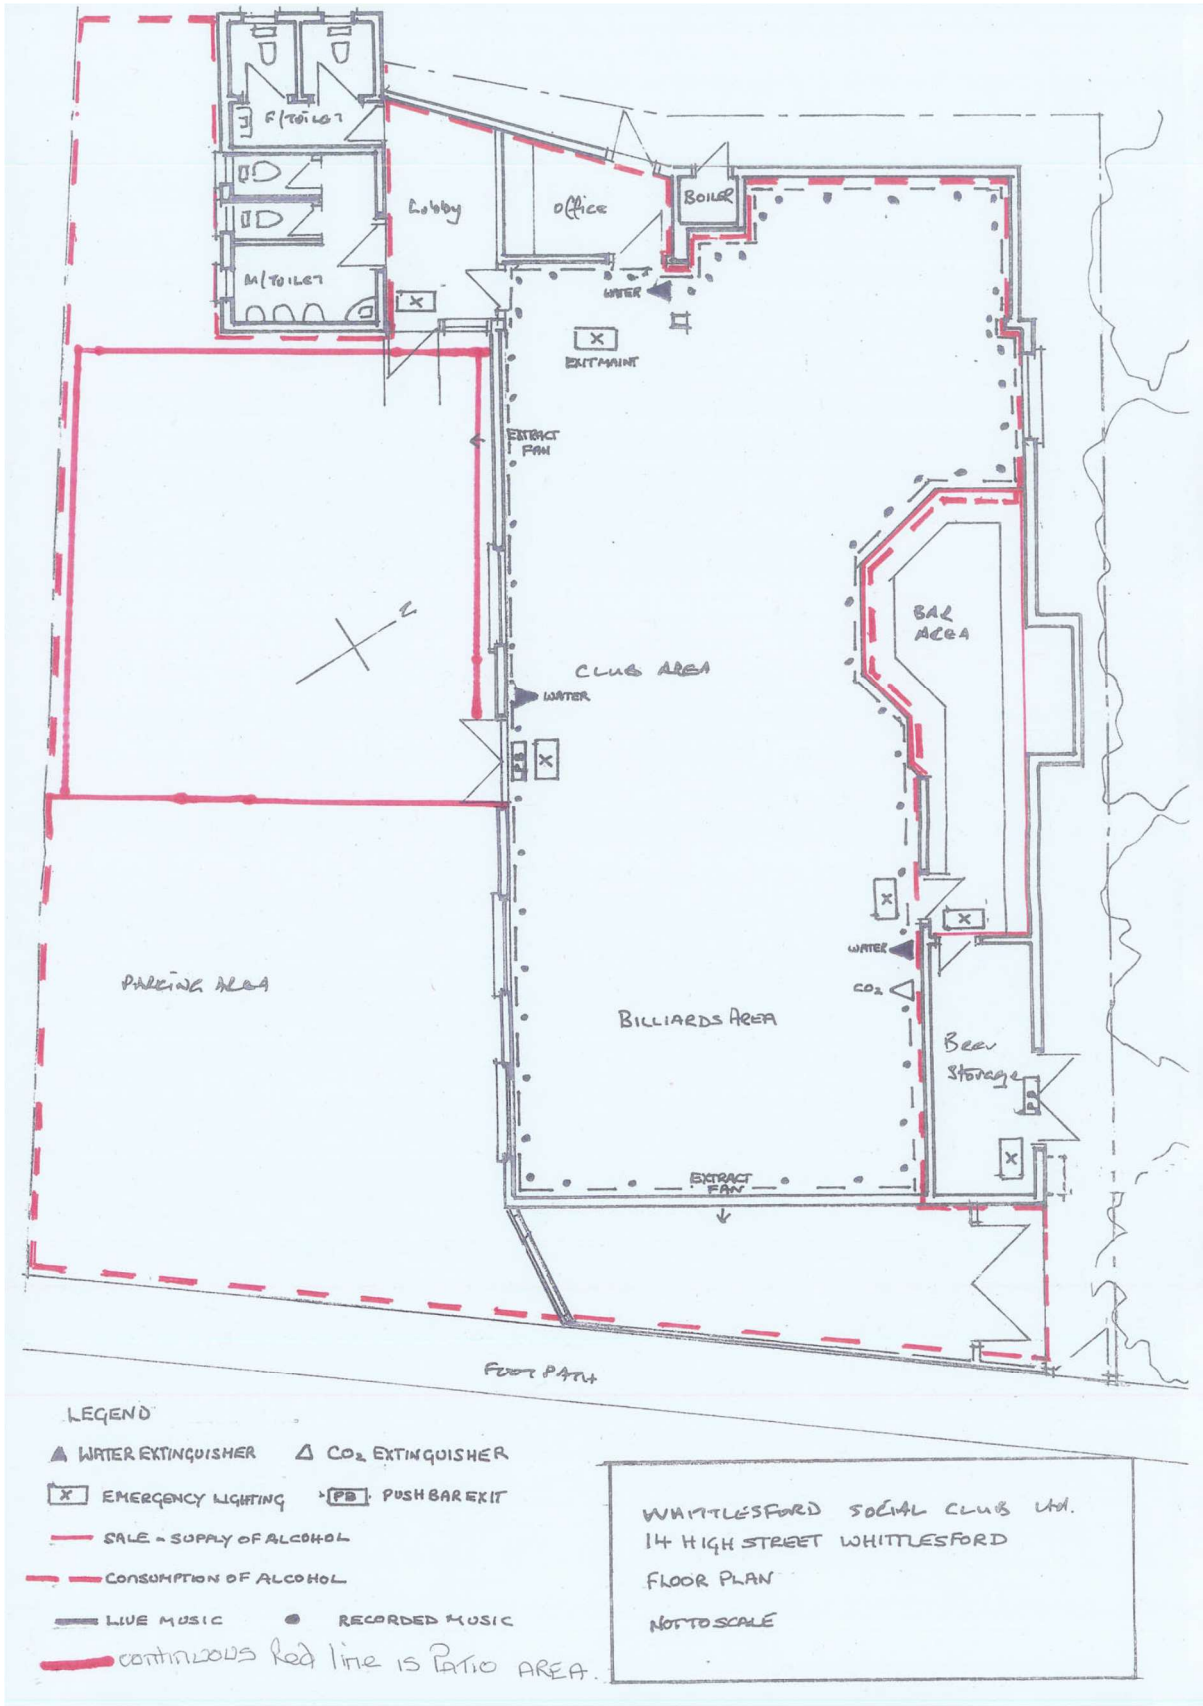 F/TOILET
Lobby
OFFICE
BOILER
M/TOILET
WATER
X
X
EXIT MAINT
EXTRACT
FAN
BAR
AREA
CLUB AREA
WATER
PB
X
X
X
WATER
CO2
PARKING AREA
BILLIARDS AREA
Beer
Storage
PB
X
EXTRACT
FAN
FOOTPATH
LEGEND
WATER EXTINGUISHER
CO2 EXTINGUISHER
X EMERGENCY LIGHTING
PB PUSH BAR EXIT
SALE - SUPPLY OF ALCOHOL
CONSUMPTION OF ALCOHOL
LIVE MUSIC
RECORDED MUSIC
CONTINUOUS Red line IS PATIO AREA.
WHITTLESFORD SOCIAL CLUB Ltd.
14 HIGH STREET WHITTLESFORD
FLOOR PLAN
NOT TO SCALE